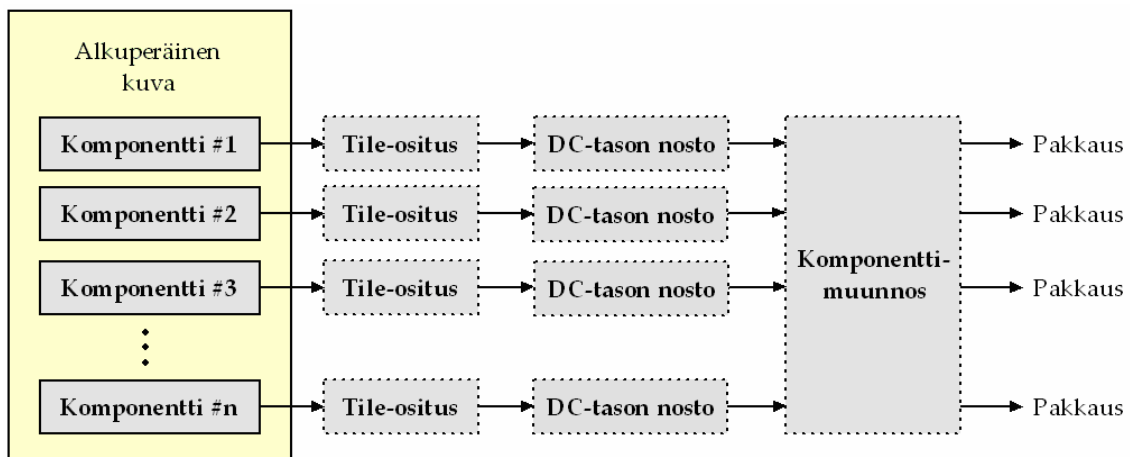 Alkuperäinen
kuva
Komponentti #1
Tile-ositus
DC-tason nosto
Pakkaus
Komponentti #2
Tile-ositus
DC-tason nosto
Pakkaus
Komponentti-
muunnos
Komponentti #3
Tile-ositus
DC-tason nosto
Pakkaus
Komponentti #n
Tile-ositus
DC-tason nosto
Pakkaus